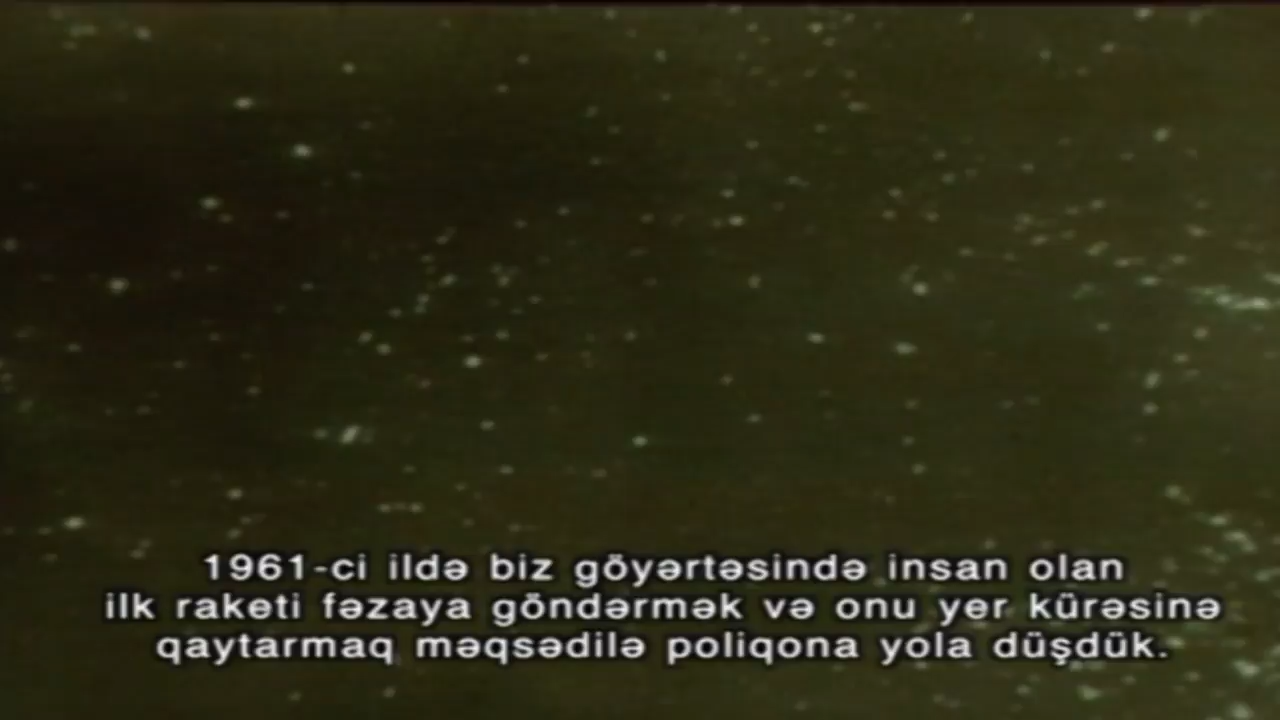 1961-ci ildə biz göyərtəsində insan olan
ilk raketi fəzaya göndərmək və onu yer kürəsinə
qaytarmaq məqsədilə poliqona yola düşdük.